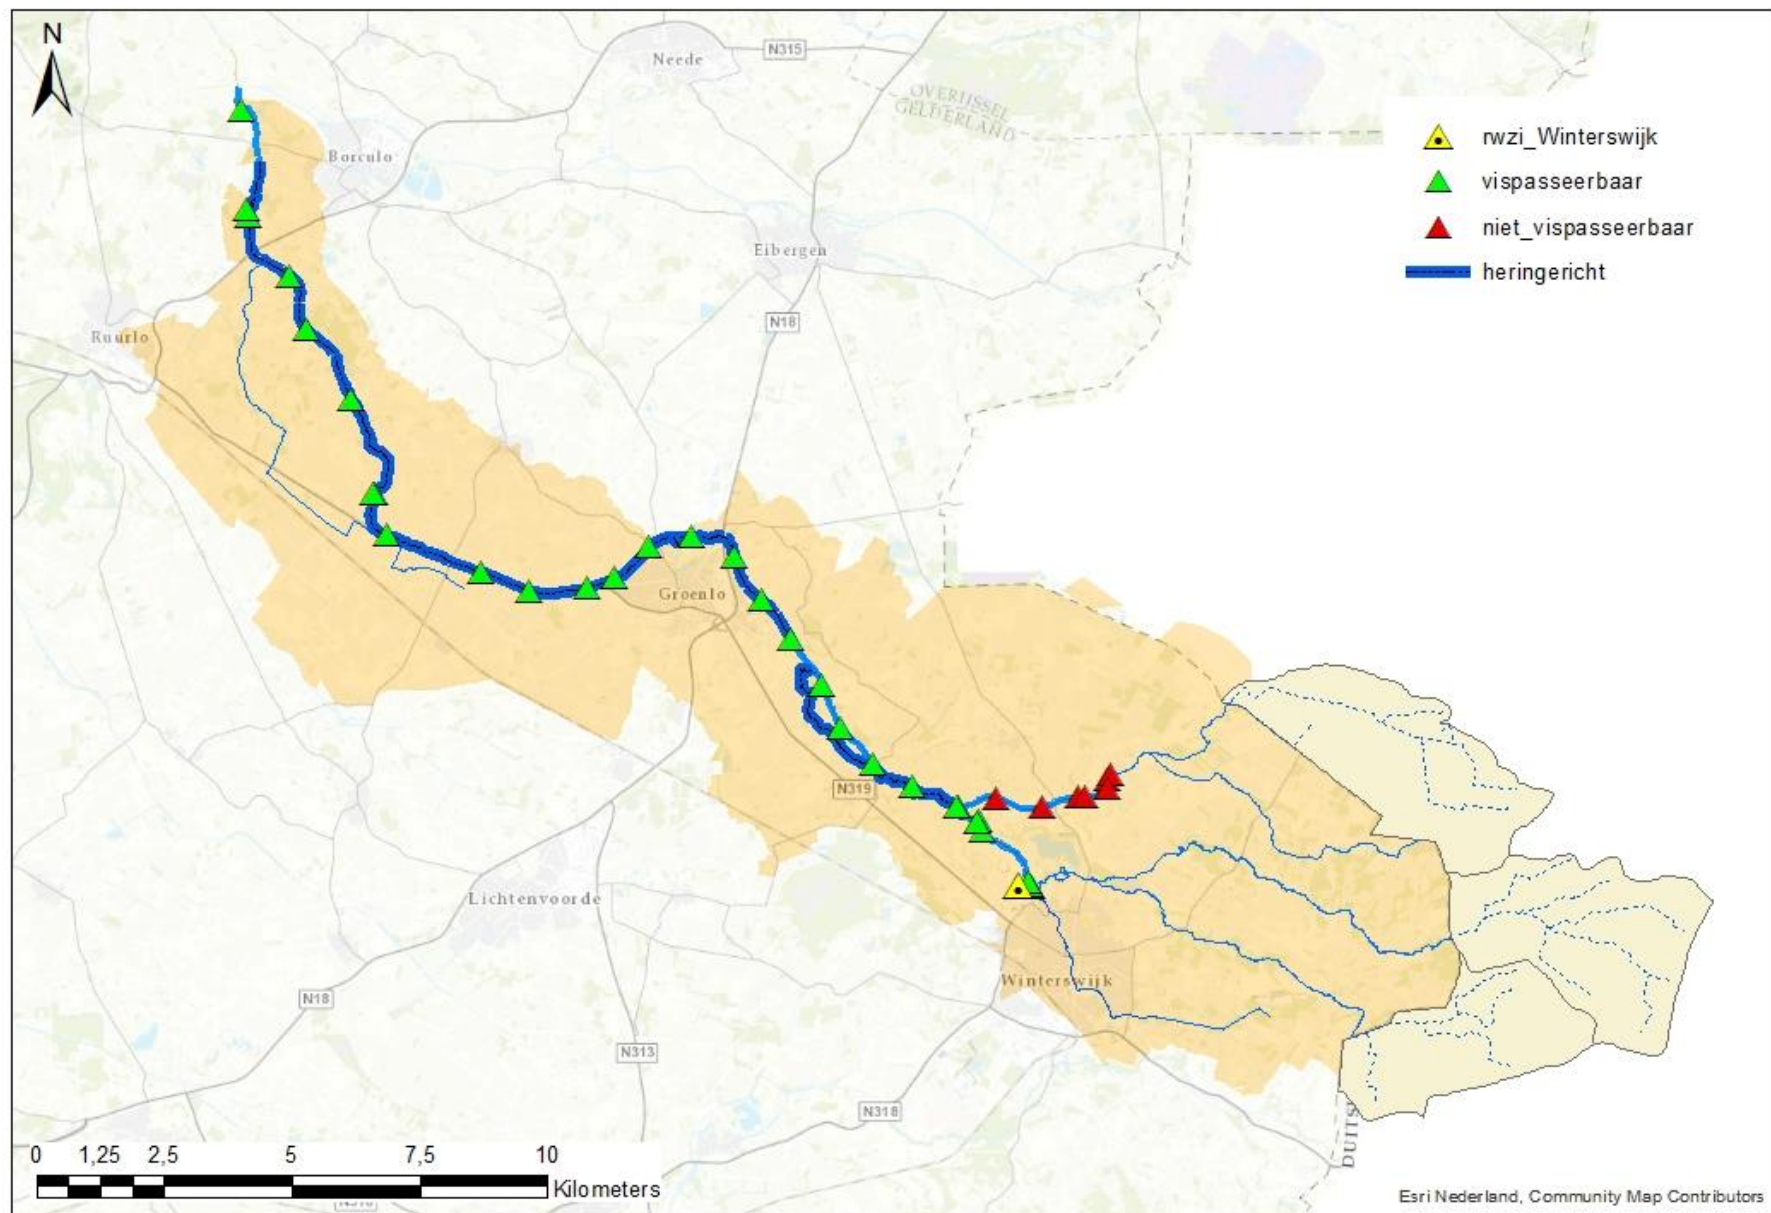 N
Neede
N315
OVERIJSSEL
GELDERLAND
rwzi_Winterswijk
Borculo
vispasseerbaar
niet_vispasseerbaar
Eibergen
heringericht
N18
Ruurlo
Groenlo
N319
Lichtenvoorde
Winterswijk
N18
N313
N318
DUITS
0 1,25 2,5 5 7,5 10
Kilometers
Esri Nederland, Community Map Contributors